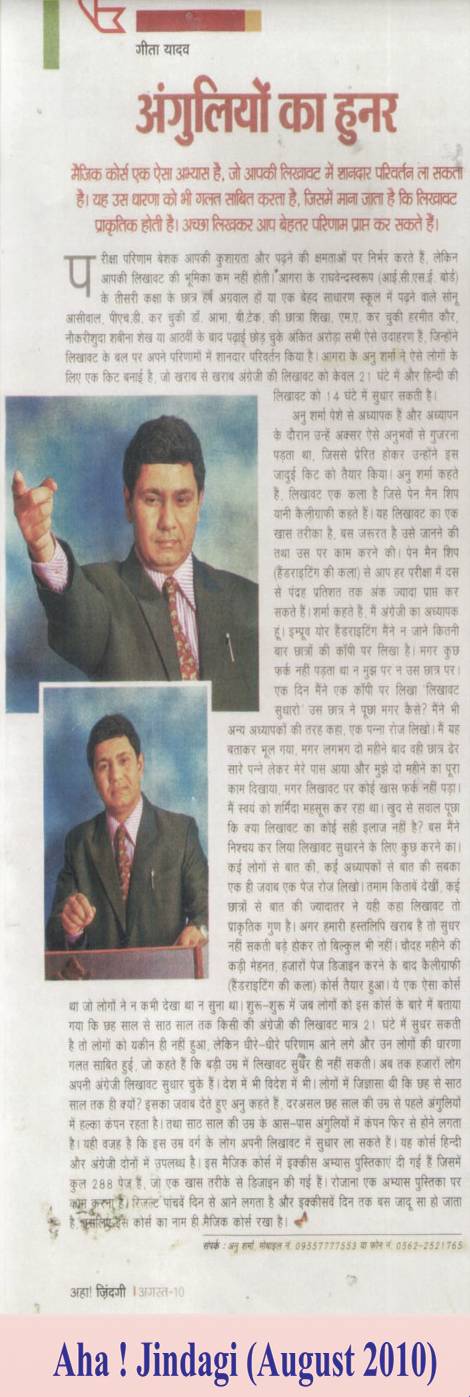 गीता यादव
अंगुलियों का हुनर
मैजिक कोर्स एक ऐसा अभ्यास है, जो आपकी लिखावट में शानदार परिवर्तन ला सकता
है। यह उस धारणा को भी गलत साबित करता है, जिसमें माना जाता है कि लिखावट
प्राकृतिक होती है। अच्छा लिखकर आप बेहतर परिणाम प्राप्त कर सकते हैं।
परीक्षा परिणाम बेशक आपकी कुशाग्रता और पढ़ने की क्षमताओं पर निर्भर करते हैं, लेकिन
आपकी लिखावट की भूमिका कम नहीं होती। आगरा के राघवेन्द्रस्वरूप (आई.सी.एस.ई. बोर्ड)
के तीसरी कक्षा के छात्र हर्ष अग्रवाल हों या एक बेहद साधारण स्कूल में पढ़ने वाले सोनू
आसीवाल, पीएच.डी. कर चुकी डॉ. आभा, बी.टेक. की छात्रा शिखा, एम.ए. कर चुकी हरमीत कौर,
नौकरीशुदा शबीना शेख या आठवीं के बाद पढ़ाई छोड़ चुके अंकित अरोड़ा सभी ऐसे उदाहरण हैं, जिन्होंने
लिखावट के बल पर अपने परिणामों में शानदार परिवर्तन किया है। आगरा के अनु शर्मा ने ऐसे लोगों के
लिए एक किट बनाई है, जो खराब से खराब अंग्रेजी की लिखावट को केवल 21 घंटे में और हिन्दी की
लिखावट को 14 घंटे में सुधार सकती है।
अनु शर्मा पेशे से अध्यापक हैं और अध्यापन
के दौरान उन्हें अक्सर ऐसे अनुभवों से गुजरना
पड़ता था, जिससे प्रेरित होकर उन्होंने इस
जादुई किट को तैयार किया। अनु शर्मा कहते
हैं, लिखावट एक कला है जिसे पेन मैन शिप
यानी कैलीग्राफी कहते हैं। यह लिखावट का एक
खास तरीका है, बस जरूरत है उसे जानने की
तथा उस पर काम करने की। पेन मैन शिप
(हैंडराइटिंग की कला) से आप हर परीक्षा में दस
से पंद्रह प्रतिशत तक अंक ज्यादा प्राप्त कर
सकते हैं। शर्मा कहते है, मैं अंग्रेजी का अध्यापक
हूं। इम्प्रूव योर हैंडराइटिंग मैंने न जाने कितनी
बार छात्रों की कॉपी पर लिखा है। मगर कुछ
फर्क नहीं पड़ता था न मुझ पर न उस छात्र पर।
एक दिन मैंने एक कॉपी पर लिखा 'लिखावट
सुधारो' उस छात्र ने पूछा मगर कैसे? मैंने भी
अन्य अध्यापकों की तरह कहा, एक पन्ना रोज लिखो। मैं यह
बताकर भूल गया, मगर लगभग दो महीने बाद वही छात्र ढेर
सारे पन्ने लेकर मेरे पास आया और मुझे दो महीने का पूरा
काम दिखाया, मगर लिखावट पर कोई खास फर्क नहीं पड़ा।
मैं स्वयं को शर्मिंदा महसूस कर रहा था। खुद से सवाल पूछा
कि क्या लिखावट का कोई सही इलाज नहीं है? बस मैंने
निश्चय कर लिया लिखावट सुधारने के लिए कुछ करने का।
कई लोगों से बात की, कई अध्यापकों से बात की सबका
एक ही जवाब एक पेज रोज लिखो। तमाम किताबें देखीं, कई
छात्रों से बात की ज्यादातर ने यही कहा लिखावट तो
प्राकृतिक गुण है। अगर हमारी हस्तलिपि खराब है तो सुधर
नहीं सकती बड़े होकर तो बिल्कुल भी नहीं। चौदह महीने की
कड़ी मेहनत, हजारों पेज डिजाइन करने के बाद कैलीग्राफी
(हैंडराइटिंग की कला) कोर्स तैयार हुआ। ये एक ऐसा कोर्स
था जो लोगों ने न कभी देखा था न सुना था। शुरू-शुरू में जब लोगों को इस कोर्स के बारे में बताया
गया कि छह साल से साठ साल तक किसी की अंग्रेजी की लिखावट मात्र 21 घंटे में सुधर सकती
है तो लोगों को यकीन ही नहीं हुआ, लेकिन धीरे-धीरे परिणाम आने लगे और उन लोगों की धारणा
गलत साबित हुई, जो कहते हैं कि बड़ी उम्र में लिखावट सुधर ही नहीं सकती। अब तक हजारों लोग
अपनी अंग्रेजी लिखावट सुधार चुके हैं। देश में भी विदेश में भी। लोगों में जिज्ञासा थी कि छह से साठ
साल तक ही क्यों? इसका जवाब देते हुए अनु कहते हैं, दरअसल छह साल की उम्र से पहले अंगुलियों
में हल्का कंपन रहता है। तथा साठ साल की उम्र के आस-पास अंगुलियों में कंपन फिर से होने लगता
है। यही वजह है कि इस उम्र वर्ग के लोग अपनी लिखावट में सुधार ला सकते हैं। यह कोर्स हिन्दी
और अंग्रेजी दोनों में उपलब्ध है। इस मैजिक कोर्स में इक्कीस अभ्यास पुस्तिकाएं दी गई हैं जिसमें
कुल 288 पेज हैं, जो एक खास तरीके से डिजाइन की गई हैं। रोजाना एक अभ्यास पुस्तिका पर
काम करना है। रिजल्ट पांचवें दिन से आने लगता है और इक्कीसवें दिन तक बस जादू सा हो जाता
है, इसलिए इस कोर्स का नाम ही मैजिक कोर्स रखा है।
संपर्क : अनु शर्मा, मोबाइल नं. 09557777553 या फोन नं. 0562-2521765
अहा! ज़िंदगी । अगस्त-10
Aha ! Jindagi (August 2010)